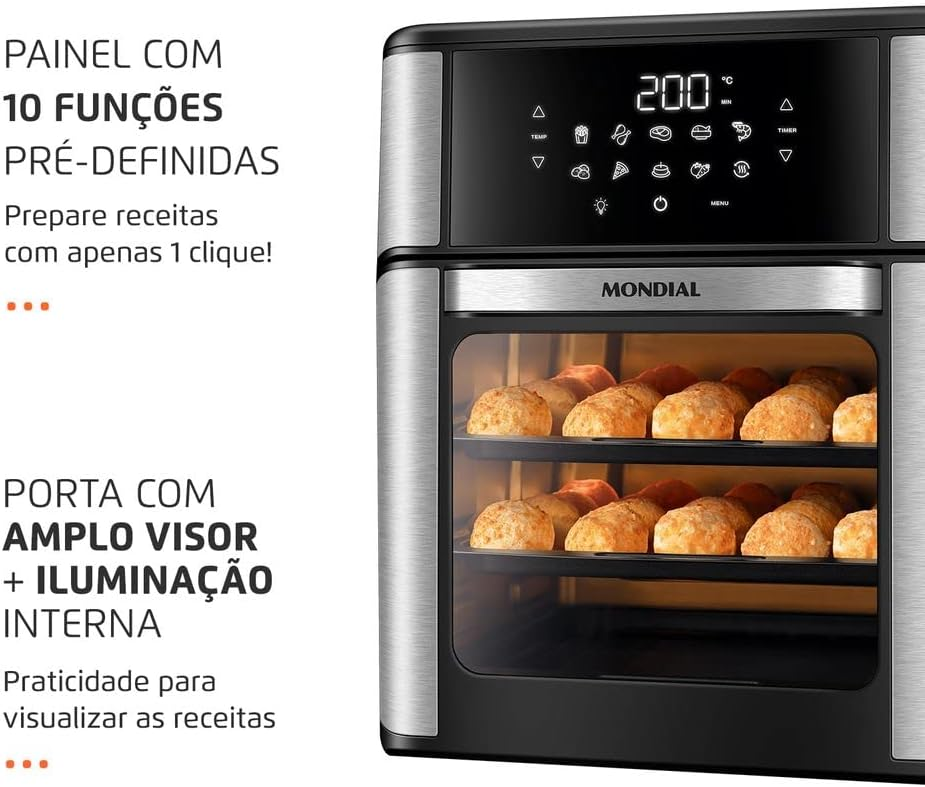 PAINEL COM
10 FUNÇÕES
PRÉ-DEFINIDAS
Prepare receitas
com apenas 1 clique!
200 °C
MIN
TEMP
TIMER
MENU
MONDIAL
PORTA COM
AMPLO VISOR
+ ILUMINAÇÃO
INTERNA
Praticidade para
visualizar as receitas